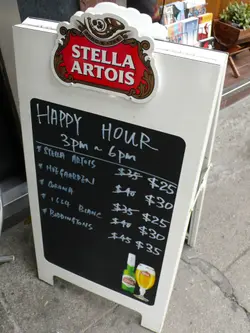 STELLA
ARTOIS
HAPPY HOUR
3pm ~ 6pm
* STELLA ARTOIS $35 $25
* HOEGAARDEN $40 $30
* CORONA $35 $25
* 1664 BLANC $40 $30
* BODDINGTONS $45 $35